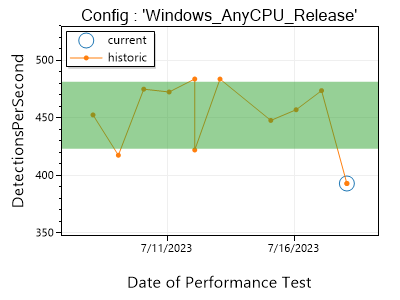 Config : 'Windows_AnyCPU_Release'
current
historic
DetectionsPerSecond
500
450
400
350
7/11/2023
7/16/2023
Date of Performance Test